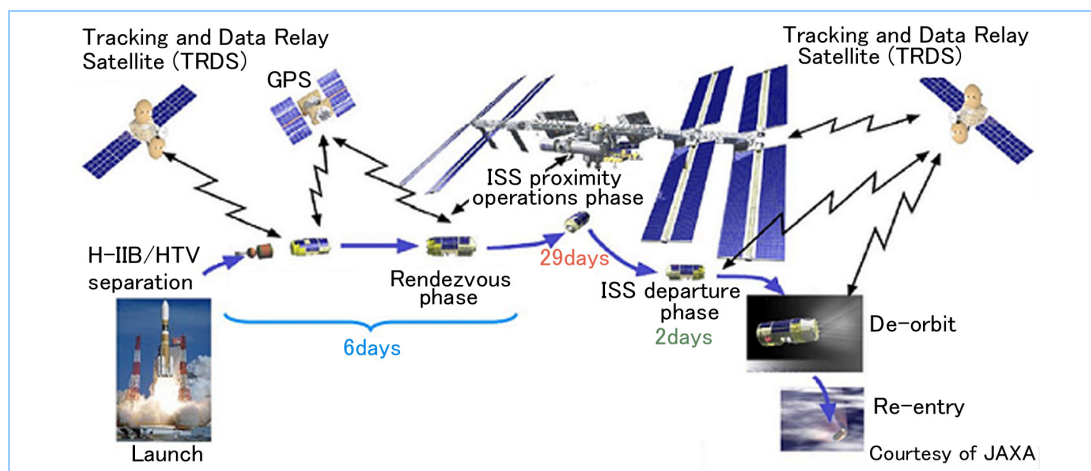 Tracking and Data Relay
Satellite (TRDS)
GPS
Tracking and Data Relay
Satellite (TRDS)
ISS proximity
operations phase
H-IIB/HTV
separation
Rendezvous
phase
29days
ISS departure
phase
2days
6days
De-orbit
Launch
Re-entry
Courtesy of JAXA